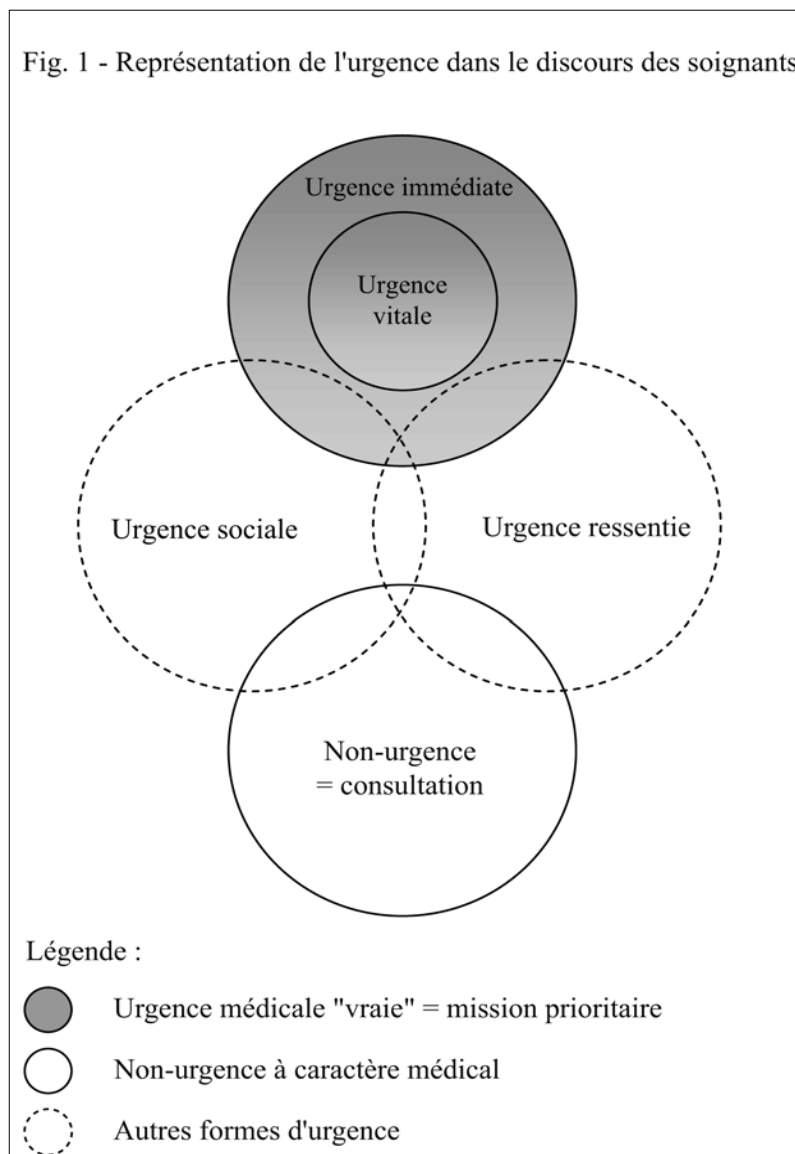 Fig. 1 - Représentation de l'urgence dans le discours des soignants
Urgence immédiate
Urgence
vitale
Urgence sociale
Urgence ressentie
Non-urgence
= consultation
Légende :
Urgence médicale "vraie" = mission prioritaire
Non-urgence à caractère médical
Autres formes d'urgence